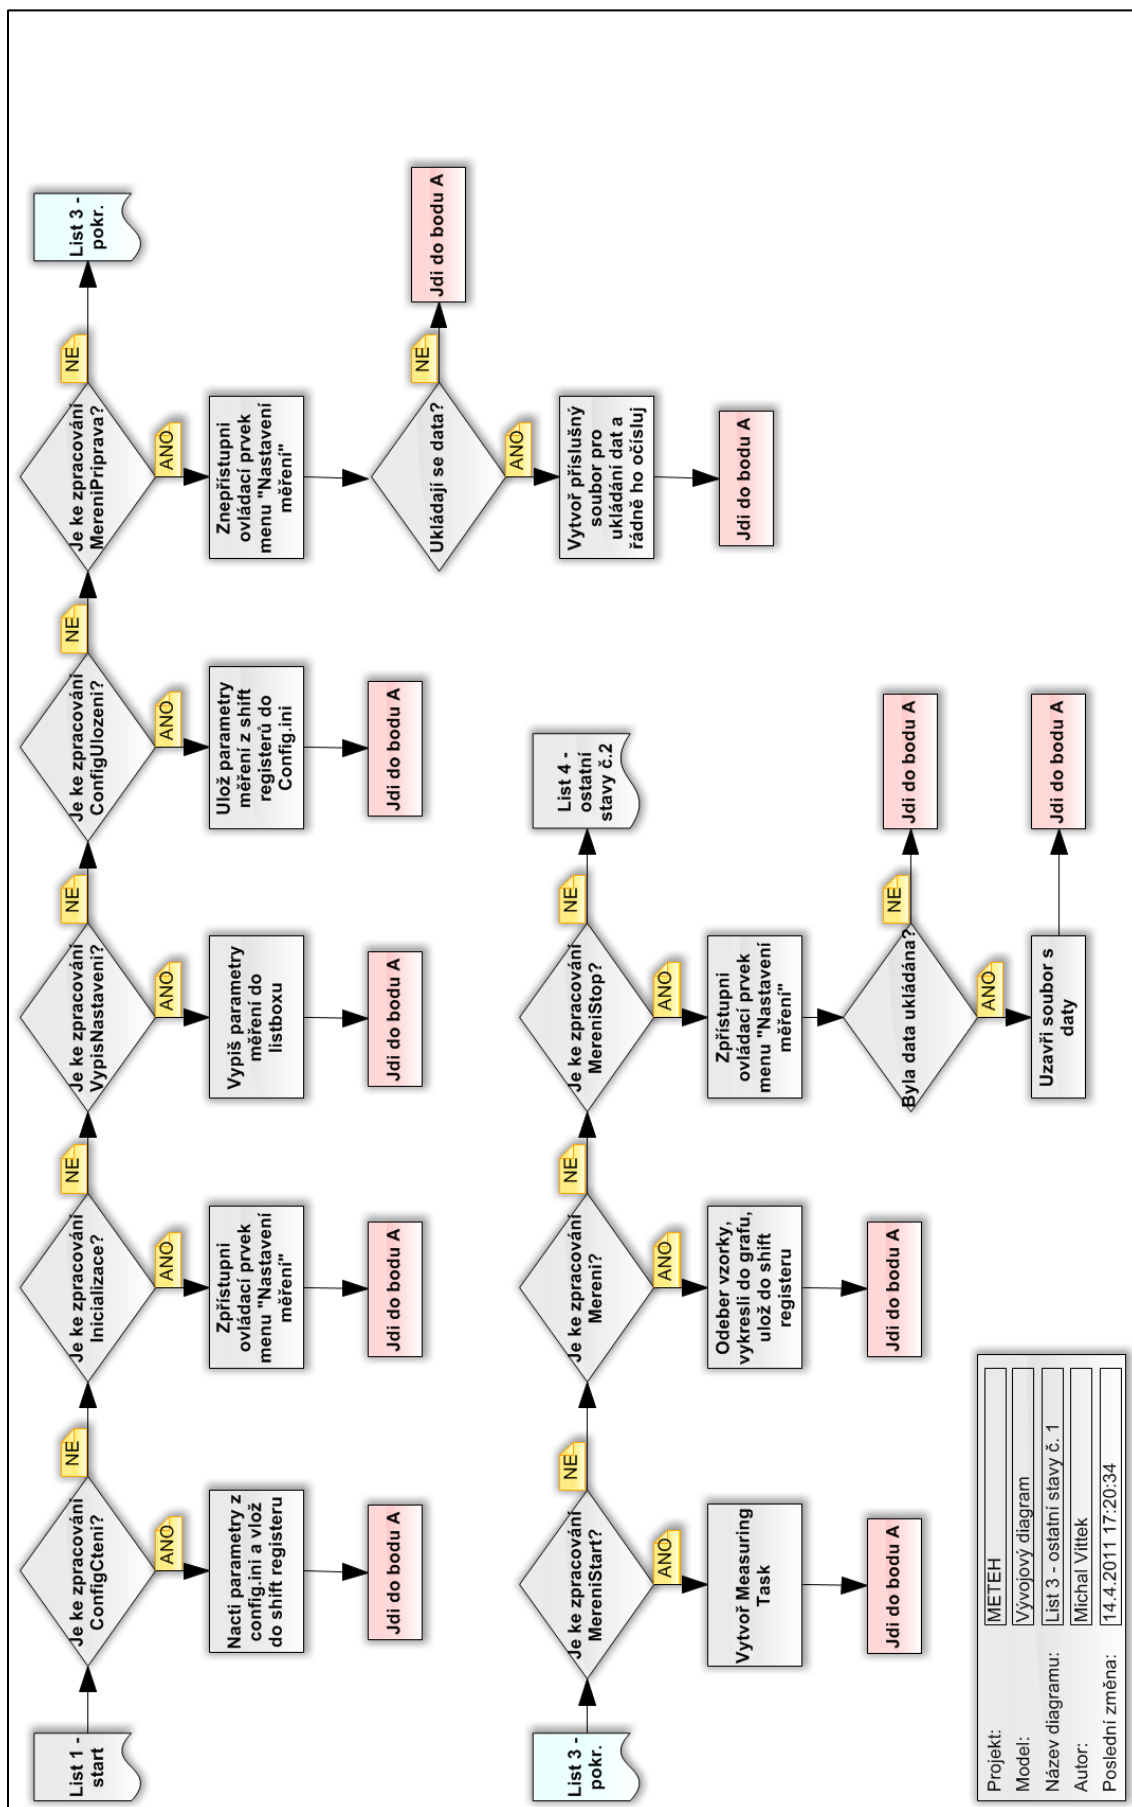 List 1 -
start
Je ke zpracování
ConfigCteni?
NE
ANO
Nacti parametry z
config.ini a vlož
do shift registeru
Jdi do bodu A
Je ke zpracování
Inicializace?
NE
ANO
Zpřístupni
ovládací prvek
menu "Nastavení
měření"
Jdi do bodu A
Je ke zpracování
VypisNastaveni?
NE
ANO
Vypiš parametry
měření do
listboxu
Jdi do bodu A
Je ke zpracování
ConfigUlozeni?
NE
ANO
Ulož parametry
měření z shift
registerů do
Config.ini
Jdi do bodu A
Je ke zpracování
MereniPriprava?
NE
ANO
List 3 -
pokr.
Znepřístupni
ovládací prvek
menu "Nastavení
měření"
Ukládají se data?
NE
Jdi do bodu A
ANO
Vytvoř příslušný
soubor pro
ukládání dat a
řádně ho očísluj
Jdi do bodu A
List 3 -
pokr.
Je ke zpracování
MereniStart?
NE
ANO
Vytvoř Measuring
Task
Jdi do bodu A
Je ke zpracování
Mereni?
NE
ANO
Odeber vzorky,
vykresli do grafu,
ulož do shift
registeru
Jdi do bodu A
Je ke zpracování
MereniStop?
NE
ANO
List 4 -
ostatní
stavy č.2
Zpřístupni
ovládací prvek
menu "Nastavení
měření"
Byla data ukládána?
NE
Jdi do bodu A
ANO
Uzavři soubor s
daty
Jdi do bodu A
Projekt: METEH
Model: Vývojový diagram
Název diagramu: List 3 - ostatní stavy č. 1
Autor: Michal Vittek
Poslední změna: 14.4.2011 17:20:34